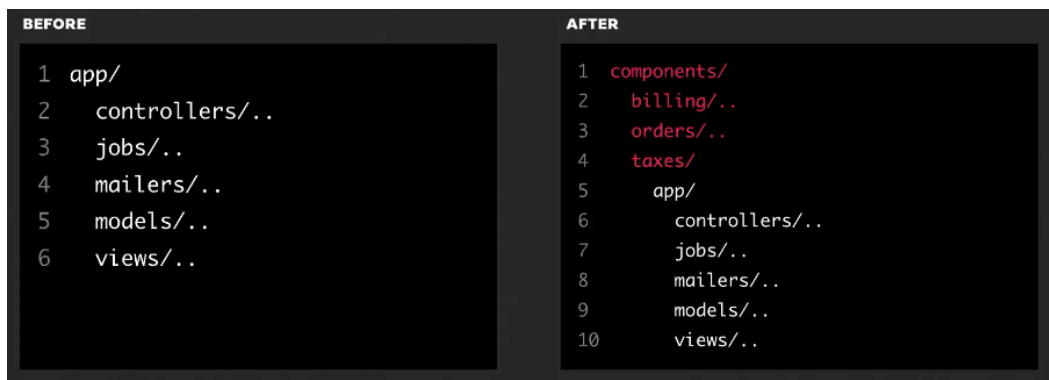 BEFORE
1 app/
2 controllers/..
3 jobs/..
4 mailers/..
5 models/..
6 views/..
AFTER
1 components/
2 billing/..
3 orders/..
4 taxes/
5 app/
6 controllers/..
7 jobs/..
8 mailers/..
9 models/..
10 views/..